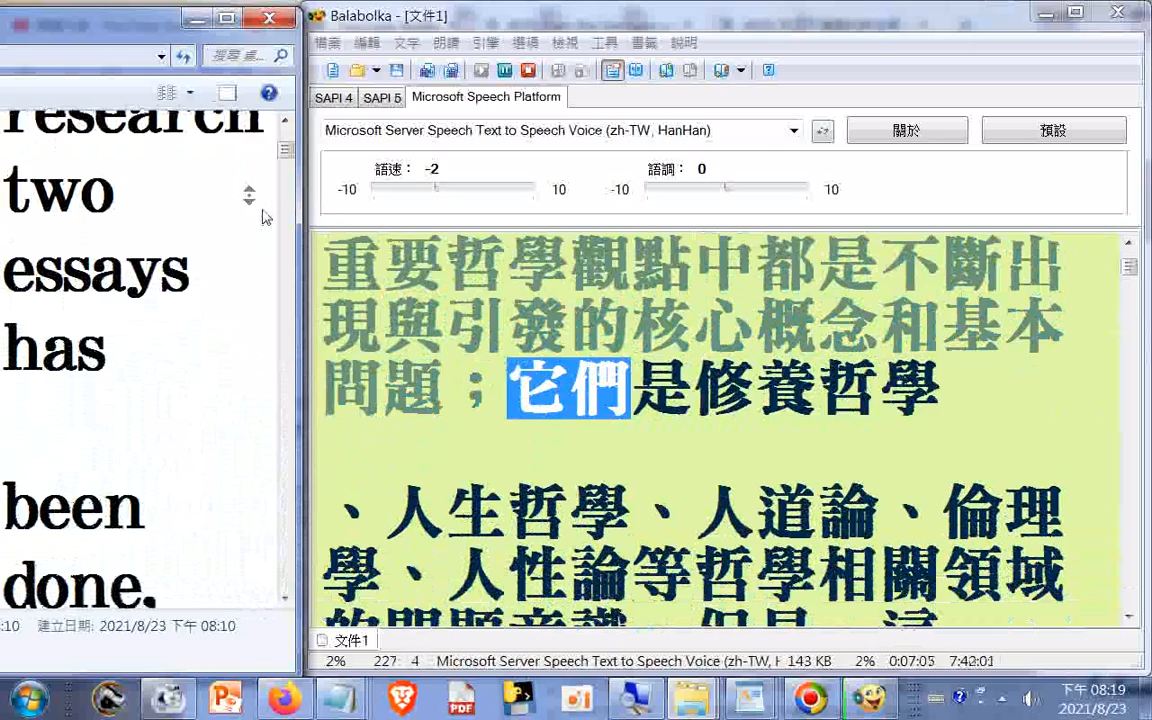 research
two
essays
has
been
done.
:10 建立日期: 2021/8/23 下午 08:10
Balabolka - [文件1]
檔案 編輯 文字 朗讀 引擎 選項 檢視 工具 書籤 說明
SAPI 4 SAPI 5 Microsoft Speech Platform
Microsoft Server Speech Text to Speech Voice (zh-TW, HanHan)
關於 預設
語速: -2 語調: 0
-10 10 -10 10
重要哲學觀點中都是不斷出
現與引發的核心概念和基本
問題；它們是修養哲學
、人生哲學、人道論、倫理
學、人性論等哲學相關領域
的問題意識
文件1
2% 227: 4 Microsoft Server Speech Text to Speech Voice (zh-TW, H 143 KB 2% 0:07:05 7:42:01
下午 08:19
2021/8/23